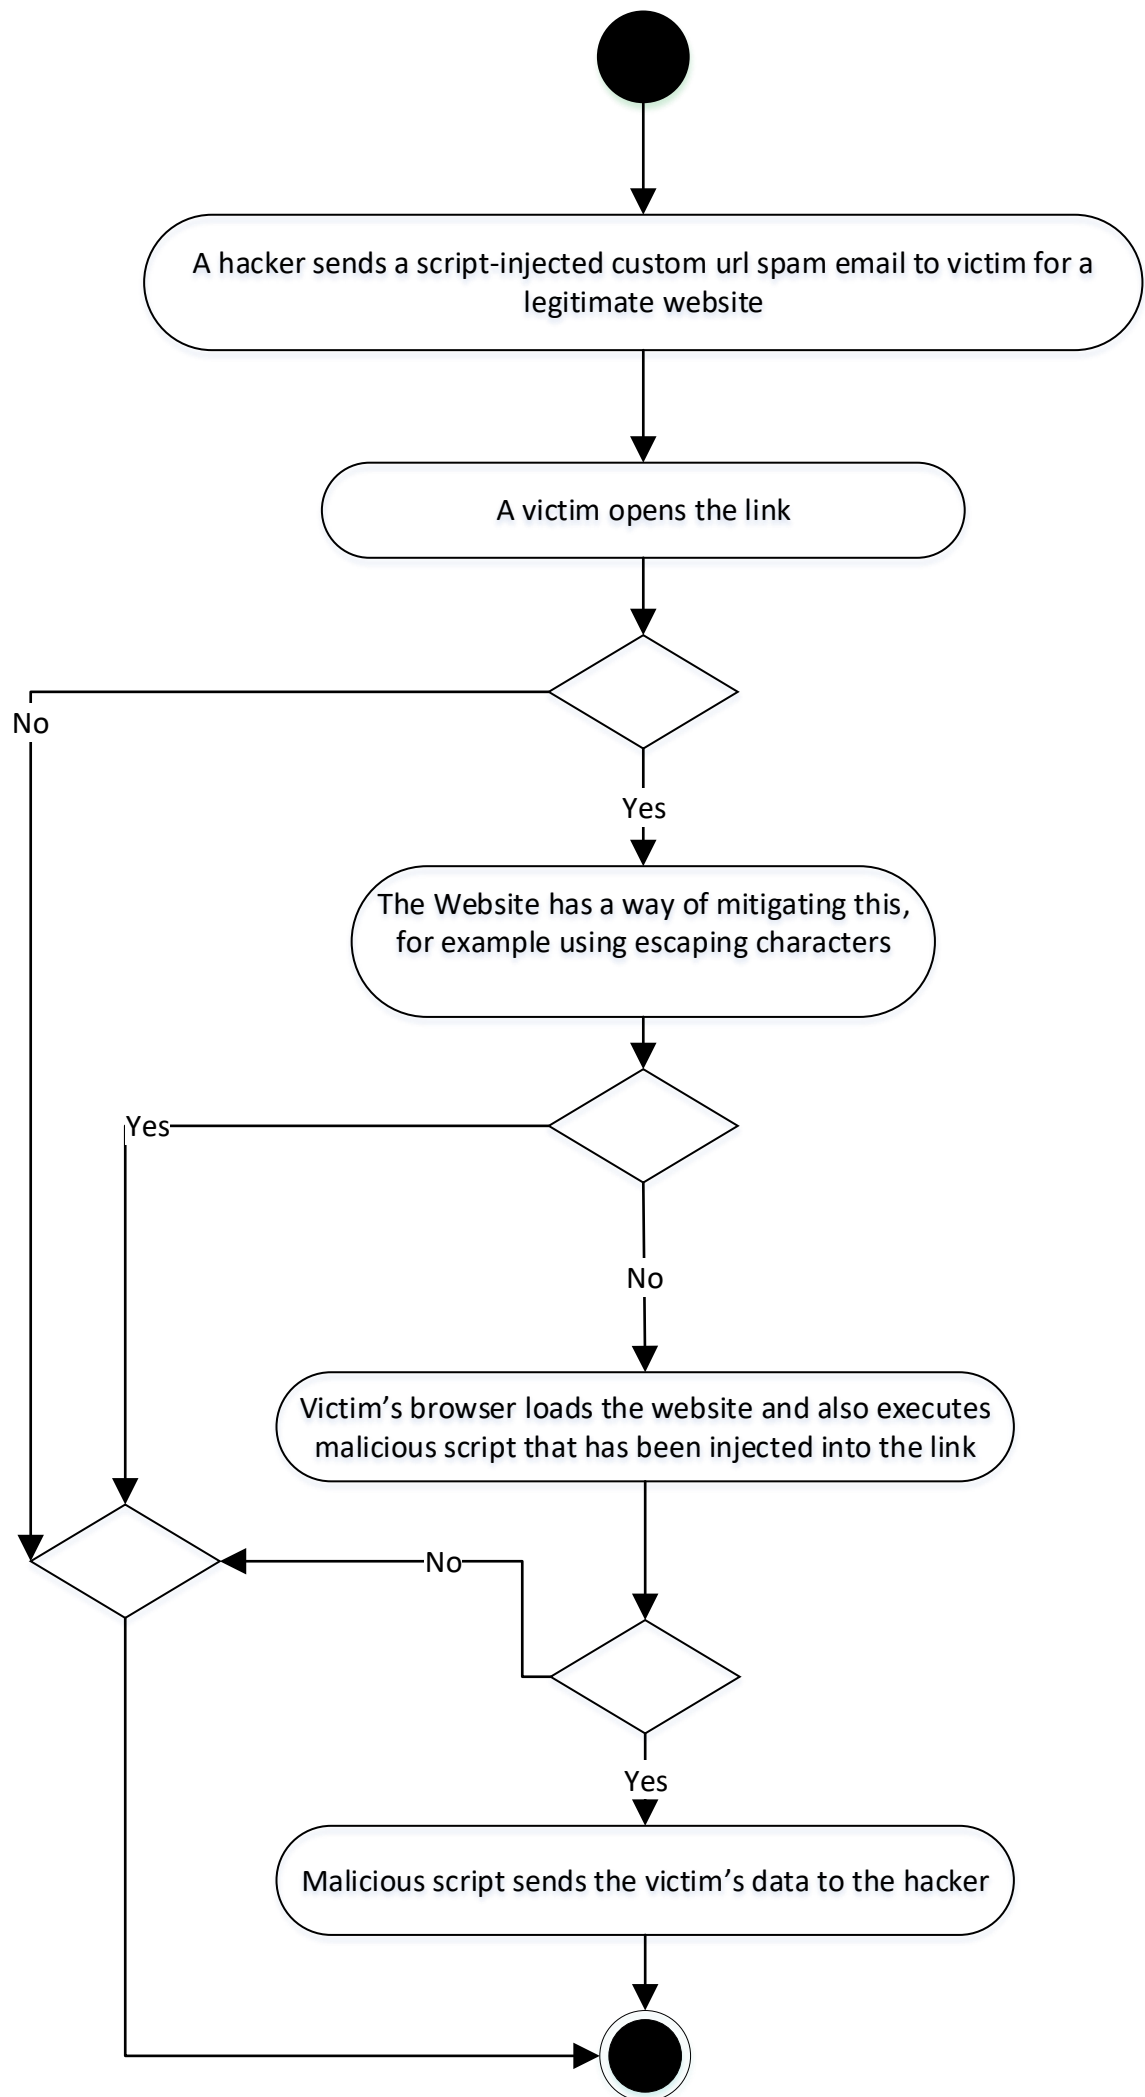 A hacker sends a script-injected custom url spam email to victim for a
legitimate website
A victim opens the link
No
Yes
The Website has a way of mitigating this,
for example using escaping characters
Yes
No
Victim’s browser loads the website and also executes
malicious script that has been injected into the link
No
Yes
Malicious script sends the victim’s data to the hacker